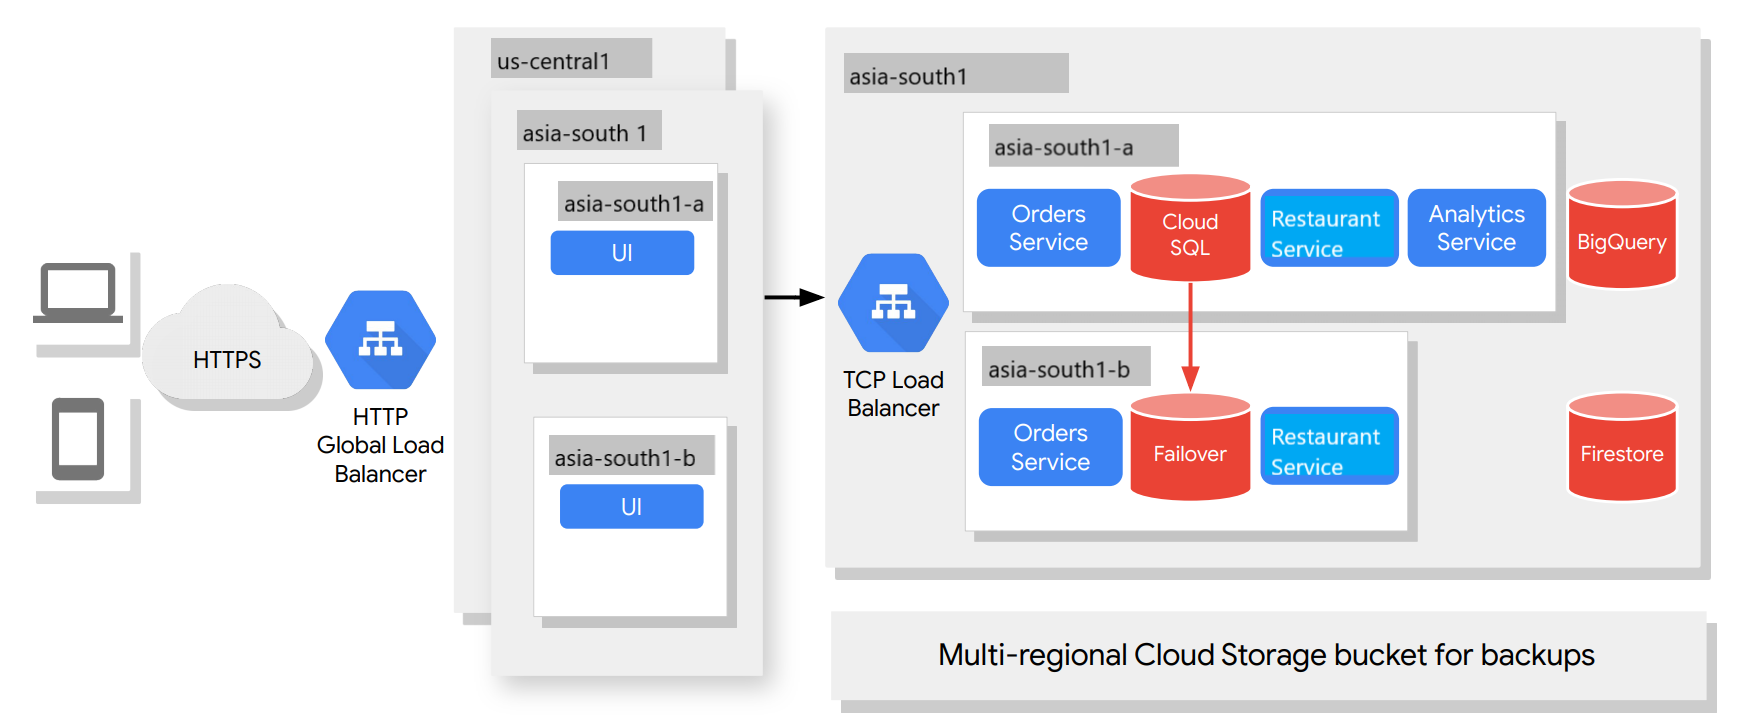 HTTPS
HTTP
Global Load
Balancer
us-central1
asia-south 1
asia-south1-a
UI
asia-south1-b
UI
asia-south1
TCP Load
Balancer
asia-south1-a
Orders
Service
Cloud
SQL
Restaurant
Service
Analytics
Service
BigQuery
asia-south1-b
Orders
Service
Failover
Restaurant
Service
Firestore
Multi-regional Cloud Storage bucket for backups